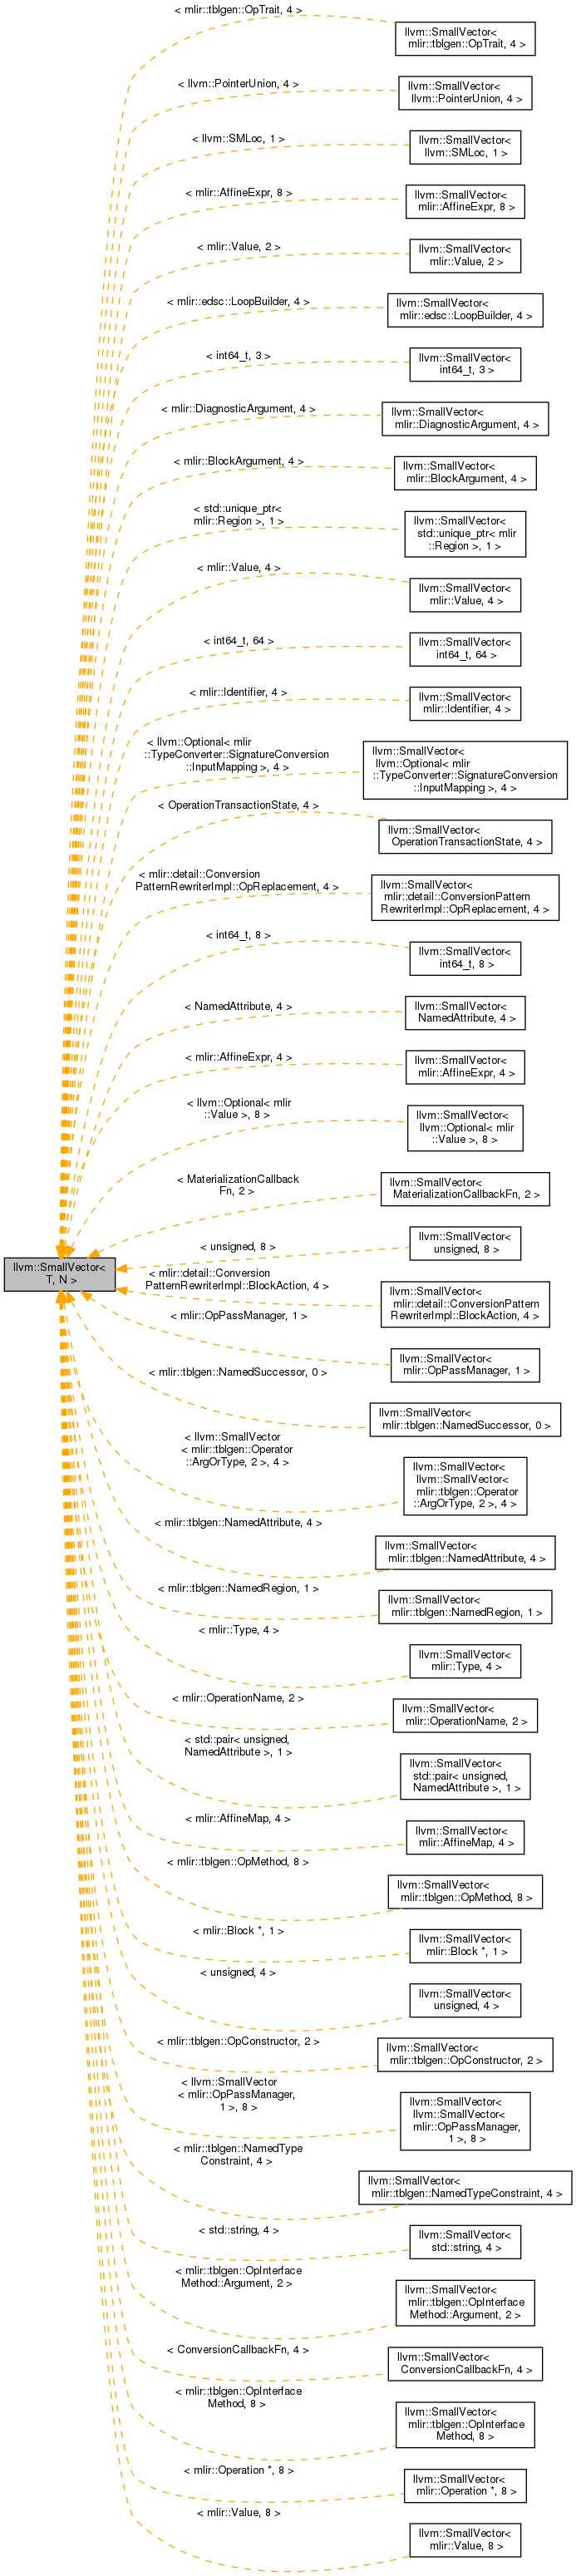 < mlir::tblgen::OpTrait, 4 >
llvm::SmallVector<
mlir::tblgen::OpTrait, 4 >
< llvm::PointerUnion, 4 >
llvm::SmallVector<
llvm::PointerUnion, 4 >
< llvm::SMLoc, 1 >
llvm::SmallVector<
llvm::SMLoc, 1 >
< mlir::AffineExpr, 8 >
llvm::SmallVector<
mlir::AffineExpr, 8 >
< mlir::Value, 2 >
llvm::SmallVector<
mlir::Value, 2 >
< mlir::edsc::LoopBuilder, 4 >
llvm::SmallVector<
mlir::edsc::LoopBuilder, 4 >
< int64_t, 3 >
llvm::SmallVector<
int64_t, 3 >
< mlir::DiagnosticArgument, 4 >
llvm::SmallVector<
mlir::DiagnosticArgument, 4 >
< mlir::BlockArgument, 4 >
llvm::SmallVector<
mlir::BlockArgument, 4 >
< std::unique_ptr<
mlir::Region >, 1 >
llvm::SmallVector<
std::unique_ptr< mlir
::Region >, 1 >
< mlir::Value, 4 >
llvm::SmallVector<
mlir::Value, 4 >
< int64_t, 64 >
llvm::SmallVector<
int64_t, 64 >
< mlir::Identifier, 4 >
llvm::SmallVector<
mlir::Identifier, 4 >
< llvm::Optional< mlir
::TypeConverter::SignatureConversion
::InputMapping >, 4 >
llvm::SmallVector<
llvm::Optional< mlir
::TypeConverter::SignatureConversion
::InputMapping >, 4 >
< OperationTransactionState, 4 >
llvm::SmallVector<
OperationTransactionState, 4 >
< mlir::detail::Conversion
PatternRewriterImpl::OpReplacement, 4 >
llvm::SmallVector<
mlir::detail::ConversionPattern
RewriterImpl::OpReplacement, 4 >
< int64_t, 8 >
llvm::SmallVector<
int64_t, 8 >
< NamedAttribute, 4 >
llvm::SmallVector<
NamedAttribute, 4 >
< mlir::AffineExpr, 4 >
llvm::SmallVector<
mlir::AffineExpr, 4 >
< llvm::Optional< mlir
::Value >, 8 >
llvm::SmallVector<
llvm::Optional< mlir
::Value >, 8 >
< MaterializationCallback
Fn, 2 >
llvm::SmallVector<
MaterializationCallbackFn, 2 >
< unsigned, 8 >
llvm::SmallVector<
unsigned, 8 >
llvm::SmallVector<
T, N >
< mlir::detail::Conversion
PatternRewriterImpl::BlockAction, 4 >
llvm::SmallVector<
mlir::detail::ConversionPattern
RewriterImpl::BlockAction, 4 >
< mlir::OpPassManager, 1 >
llvm::SmallVector<
mlir::OpPassManager, 1 >
< mlir::tblgen::NamedSuccessor, 0 >
llvm::SmallVector<
mlir::tblgen::NamedSuccessor, 0 >
< llvm::SmallVector
< mlir::tblgen::Operator
::ArgOrType, 2 >, 4 >
llvm::SmallVector<
llvm::SmallVector<
mlir::tblgen::Operator
::ArgOrType, 2 >, 4 >
< mlir::tblgen::NamedAttribute, 4 >
llvm::SmallVector<
mlir::tblgen::NamedAttribute, 4 >
< mlir::tblgen::NamedRegion, 1 >
llvm::SmallVector<
mlir::tblgen::NamedRegion, 1 >
< mlir::Type, 4 >
llvm::SmallVector<
mlir::Type, 4 >
< mlir::OperationName, 2 >
llvm::SmallVector<
mlir::OperationName, 2 >
< std::pair< unsigned,
NamedAttribute >, 1 >
llvm::SmallVector<
std::pair< unsigned,
NamedAttribute >, 1 >
< mlir::AffineMap, 4 >
llvm::SmallVector<
mlir::AffineMap, 4 >
< mlir::tblgen::OpMethod, 8 >
llvm::SmallVector<
mlir::tblgen::OpMethod, 8 >
< mlir::Block *, 1 >
llvm::SmallVector<
mlir::Block *, 1 >
< unsigned, 4 >
llvm::SmallVector<
unsigned, 4 >
< mlir::tblgen::OpConstructor, 2 >
llvm::SmallVector<
mlir::tblgen::OpConstructor, 2 >
< llvm::SmallVector
< mlir::OpPassManager,
1 >, 8 >
llvm::SmallVector<
llvm::SmallVector<
mlir::OpPassManager,
1 >, 8 >
< mlir::tblgen::NamedType
Constraint, 4 >
llvm::SmallVector<
mlir::tblgen::NamedTypeConstraint, 4 >
< std::string, 4 >
llvm::SmallVector<
std::string, 4 >
< mlir::tblgen::OpInterface
Method::Argument, 2 >
llvm::SmallVector<
mlir::tblgen::OpInterface
Method::Argument, 2 >
< ConversionCallbackFn, 4 >
llvm::SmallVector<
ConversionCallbackFn, 4 >
< mlir::tblgen::OpInterface
Method, 8 >
llvm::SmallVector<
mlir::tblgen::OpInterface
Method, 8 >
< mlir::Operation *, 8 >
llvm::SmallVector<
mlir::Operation *, 8 >
< mlir::Value, 8 >
llvm::SmallVector<
mlir::Value, 8 >